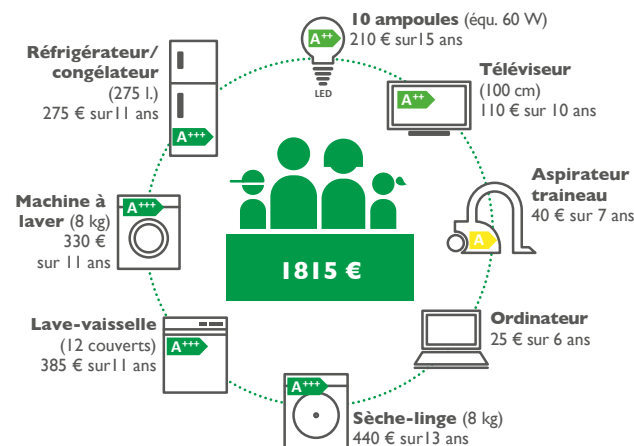 10 ampoules (équ. 60 W)
210 € sur15 ans
A++
LED
Téléviseur
(100 cm)
110 € sur 10 ans
A++
Aspirateur
traineau
40 € sur 7 ans
A
Ordinateur
25 € sur 6 ans
Sèche-linge (8 kg)
440 € sur13 ans
A+++
Lave-vaisselle
(12 couverts)
385 € sur11 ans
A+++
Machine à
laver (8 kg)
330 €
sur 11 ans
A+++
Réfrigérateur/
congélateur
(275 l.)
275 € sur11 ans
A+++
1815 €